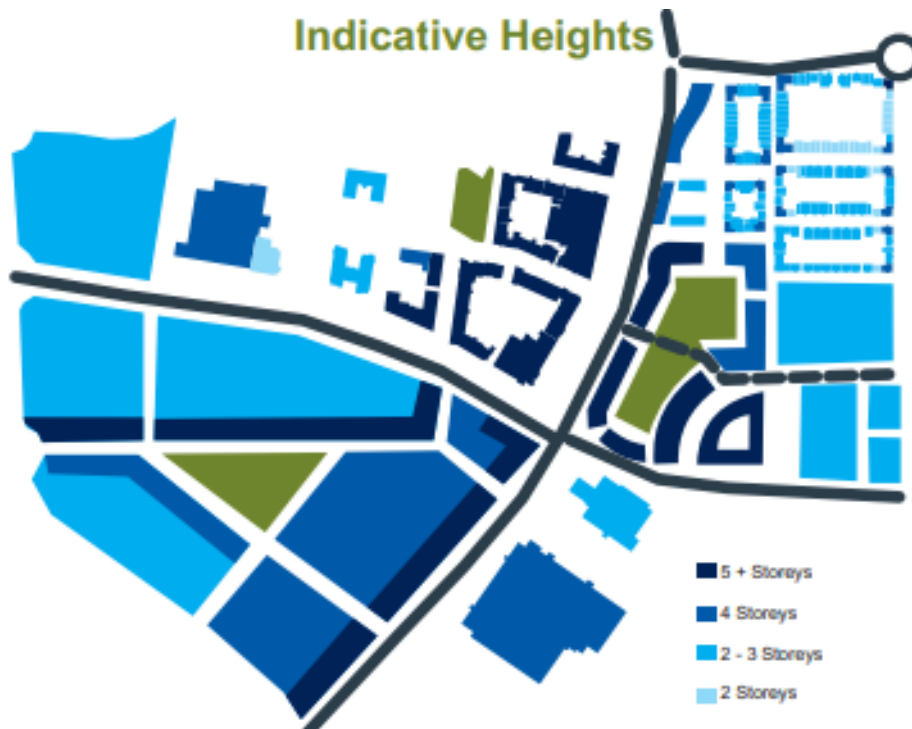 Indicative Heights
5 + Storeys
4 Storeys
2 - 3 Storeys
2 Storeys